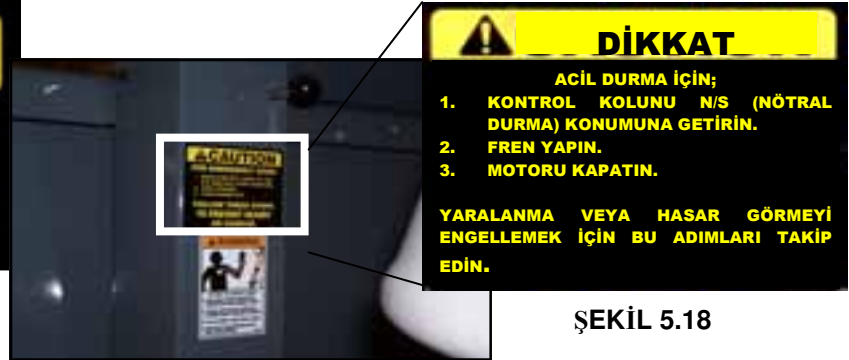 DİKKAT
ACİL DURMA İÇİN;
1. KONTROL KOLUNU N/S (NÖTRAL
DURMA) KONUMUNA GETİRİN.
2. FREN YAPIN.
3. MOTORU KAPATIN.
YARALANMA VEYA HASAR GÖRMEYİ
ENGELLEMEK İÇİN BU ADIMLARI TAKİP
EDİN.
CAUTION
ŞEKİL 5.18